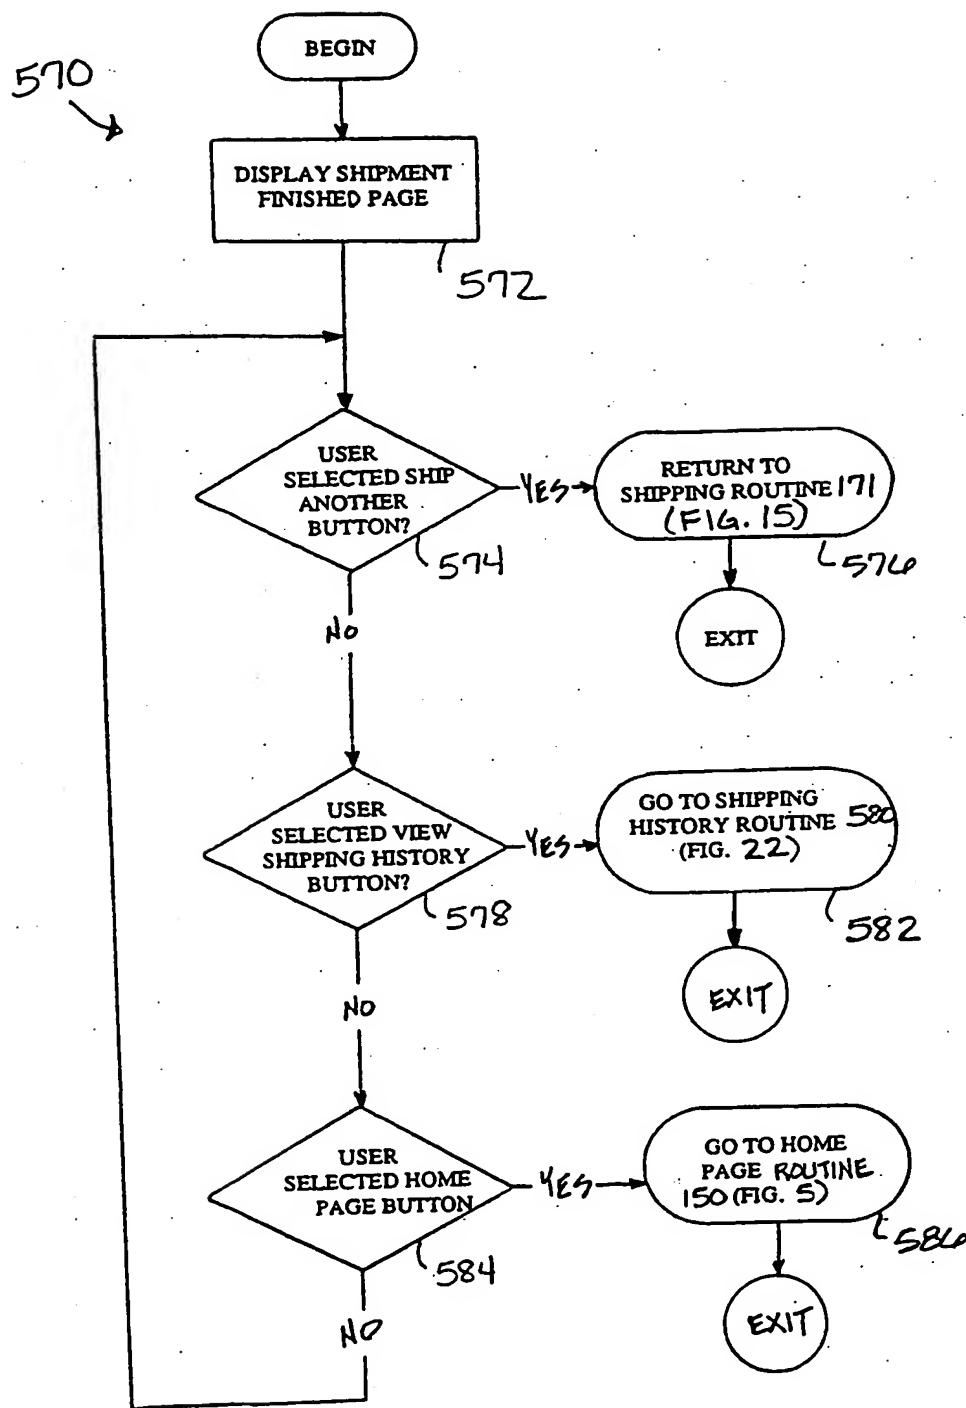 BEGIN
570
DISPLAY SHIPMENT
FINISHED PAGE
572
USER
SELECTED SHIP
ANOTHER
BUTTON?
574
YES
RETURN TO
SHIPPING ROUTINE 171
(FIG. 15)
576
EXIT
NO
USER
SELECTED VIEW
SHIPPING HISTORY
BUTTON?
578
YES
GO TO SHIPPING
HISTORY ROUTINE 580
(FIG. 22)
582
EXIT
NO
USER
SELECTED HOME
PAGE BUTTON
584
YES
GO TO HOME
PAGE ROUTINE
150 (FIG. 5)
586
EXIT
NO